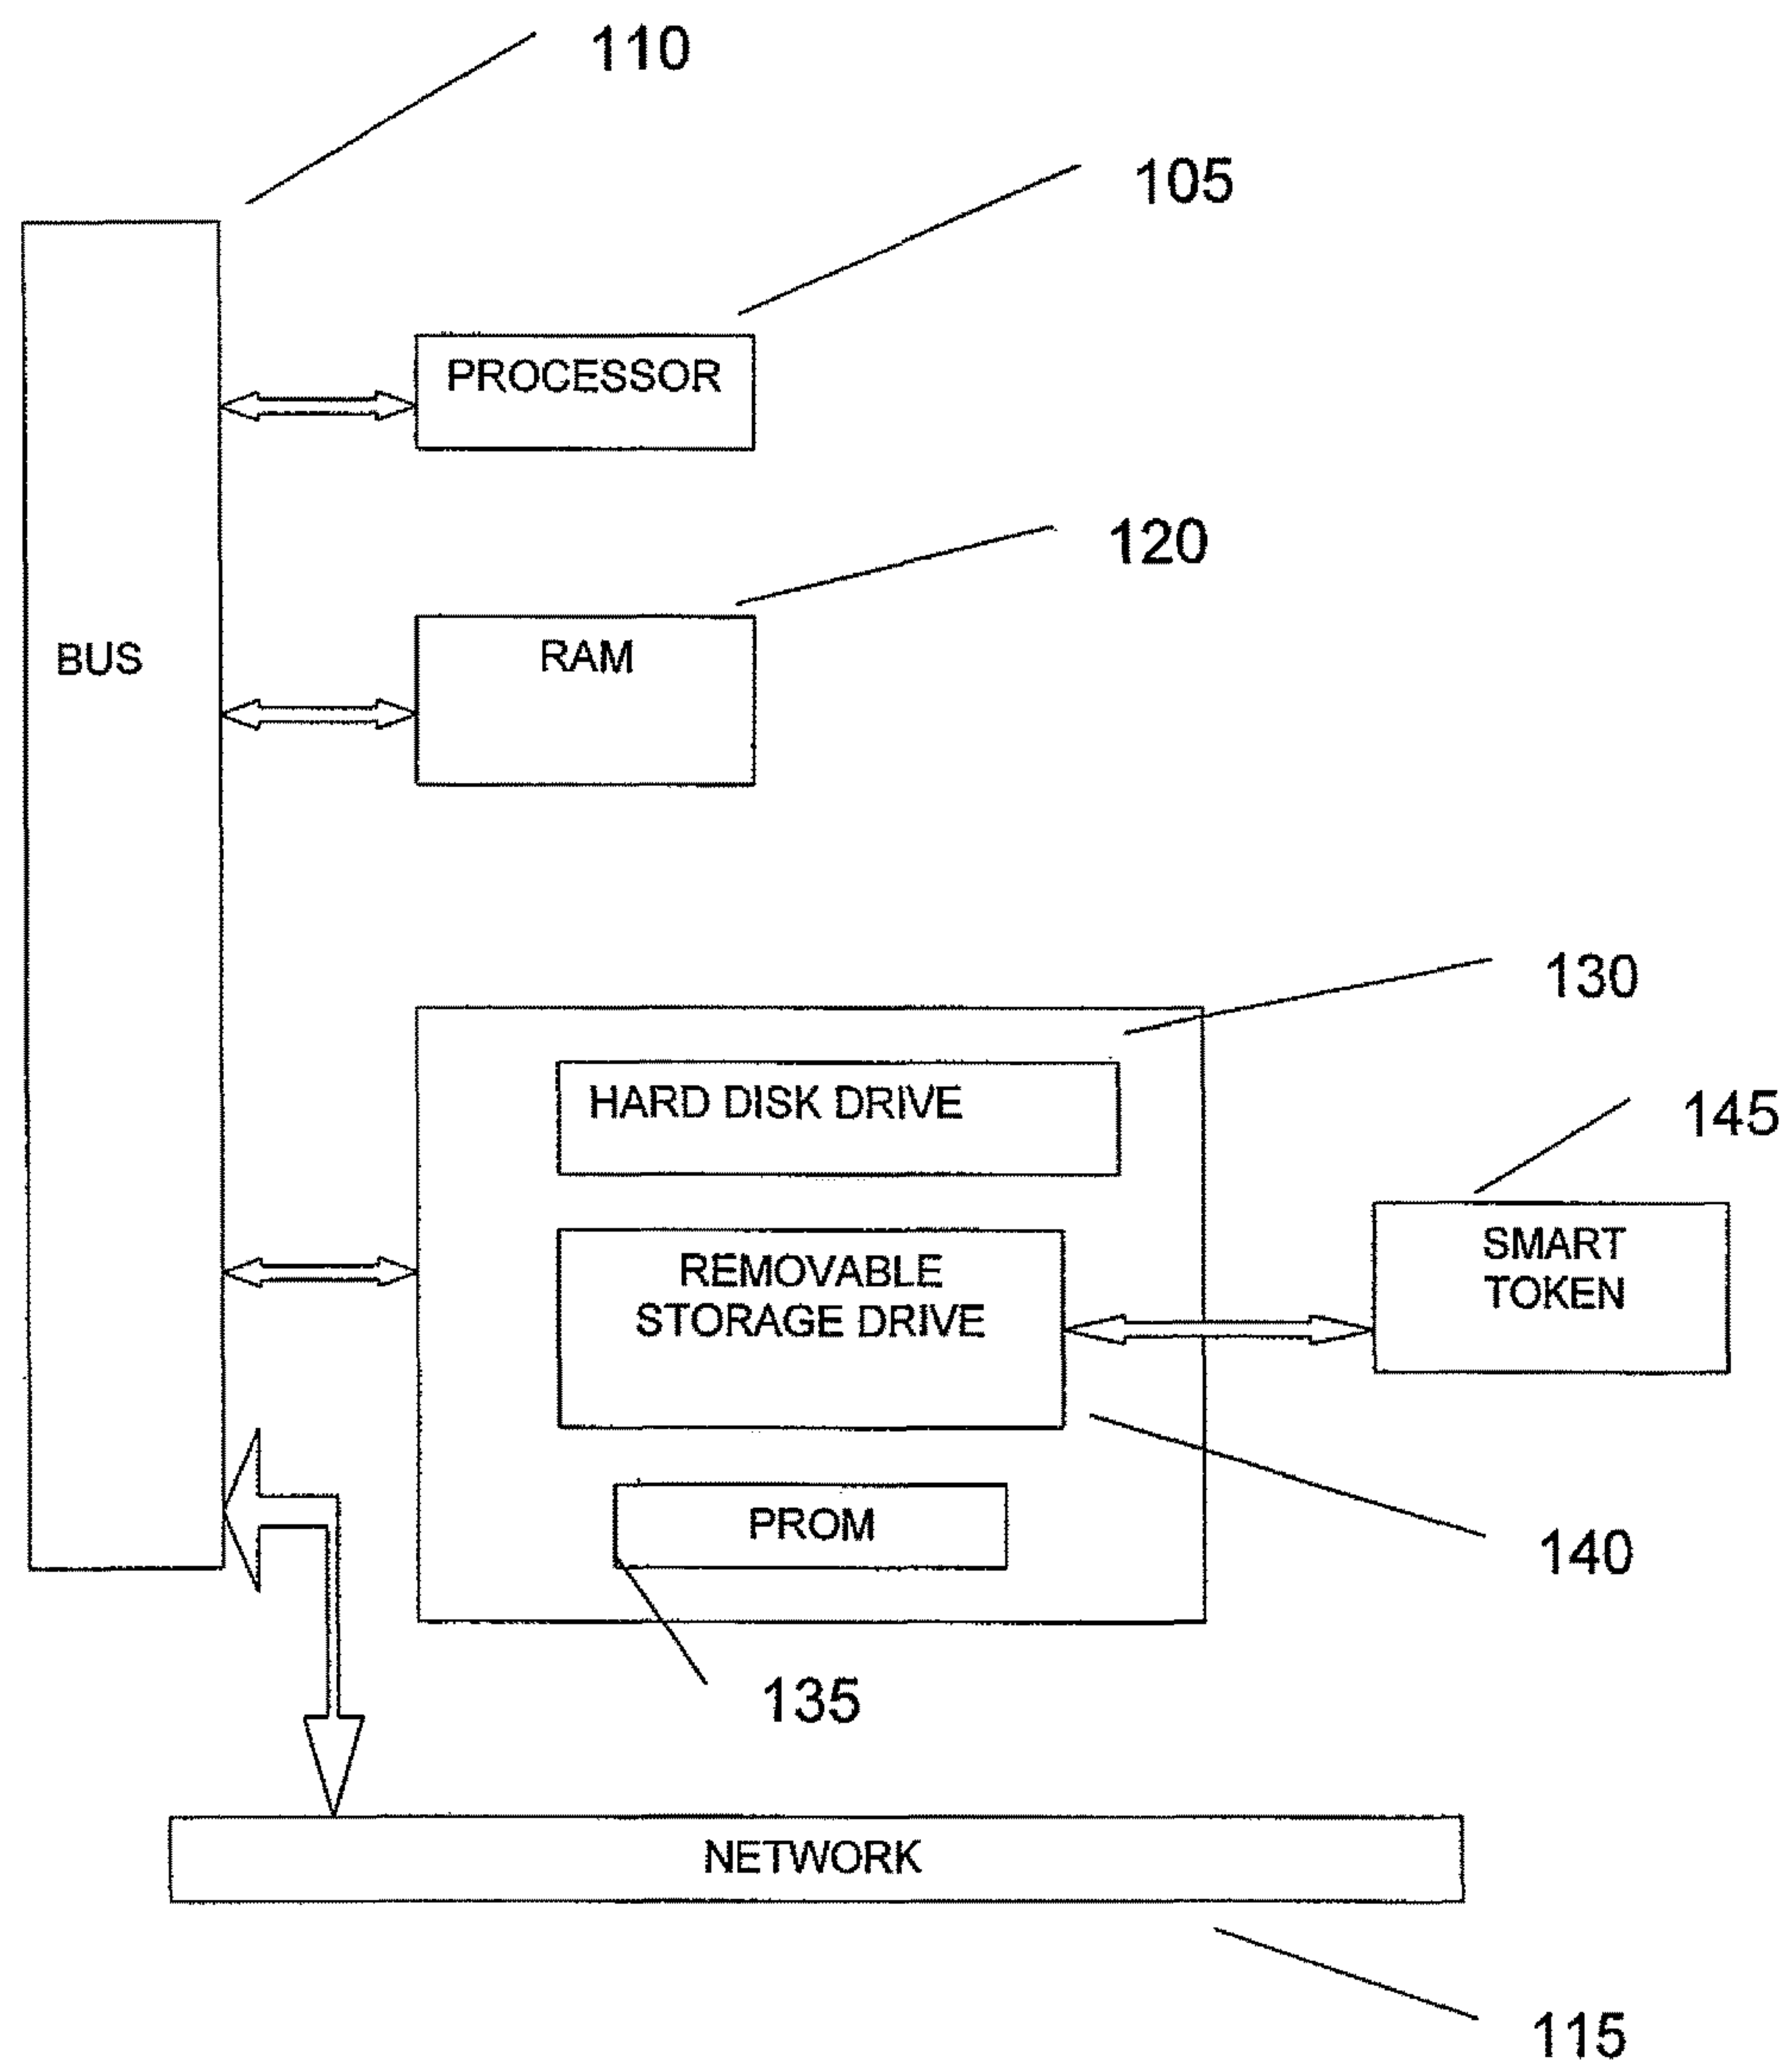 110
105
PROCESSOR
120
RAM
BUS
130
HARD DISK DRIVE
145
SMART
TOKEN
REMOVABLE
STORAGE DRIVE
PROM
140
135
NETWORK
115